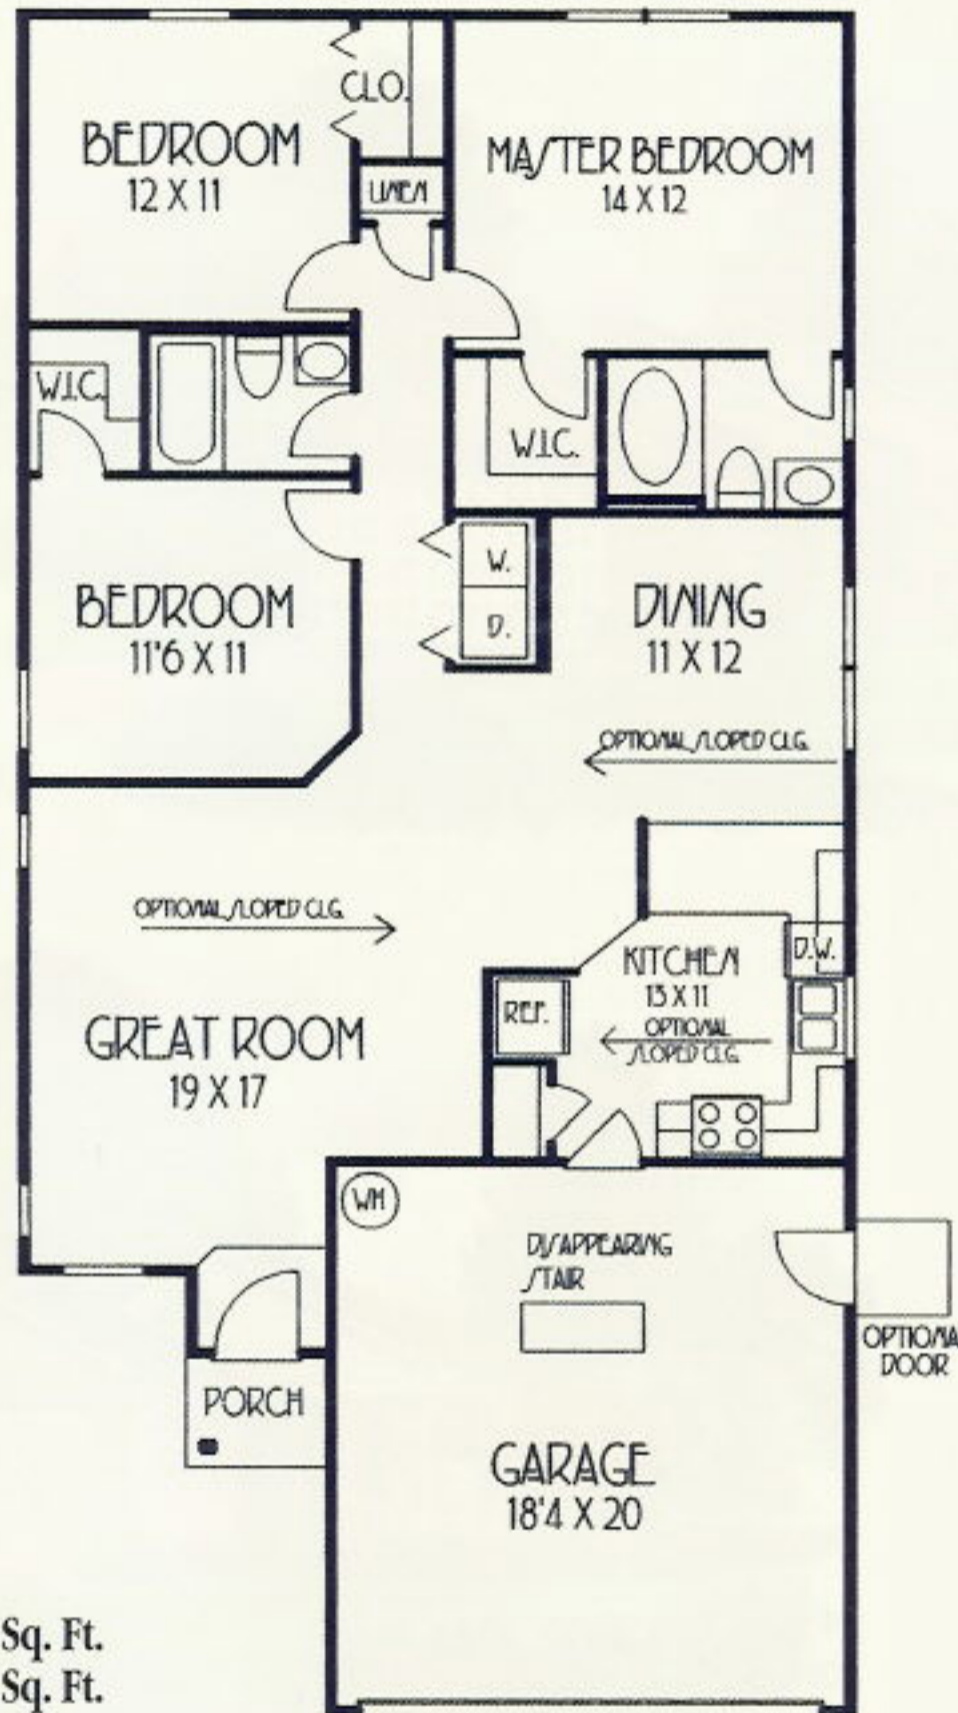 BEDROOM
12 X 11
CLO.
LINEN
MASTER BEDROOM
14 X 12
W.I.C.
W.I.C.
BEDROOM
11'6 X 11
W.
D.
DINING
11 X 12
OPTIONAL SLOPED CLG.
OPTIONAL SLOPED CLG.
GREAT ROOM
19 X 17
KITCHEN
13 X 11
OPTIONAL
SLOPED CLG.
D.W.
REF.
WH
DISAPPEARING
STAIR
OPTIONA
DOOR
PORCH
GARAGE
18'4 X 20
Sq. Ft.
Sq. Ft.